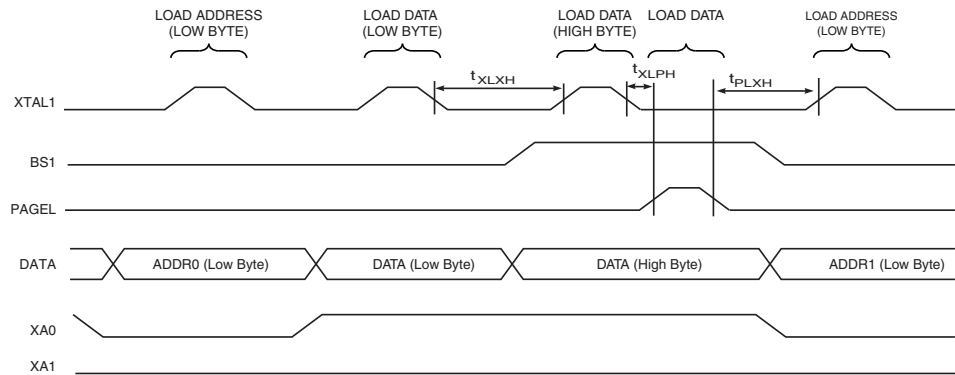 LOAD ADDRESS
(LOW BYTE)
LOAD DATA
(LOW BYTE)
LOAD DATA
(HIGH BYTE)
LOAD DATA
LOAD ADDRESS
(LOW BYTE)
tXLXH
tXLPH
tPLXH
XTAL1
BS1
PAGEL
DATA
ADDR0 (Low Byte)
DATA (Low Byte)
DATA (High Byte)
ADDR1 (Low Byte)
XA0
XA1